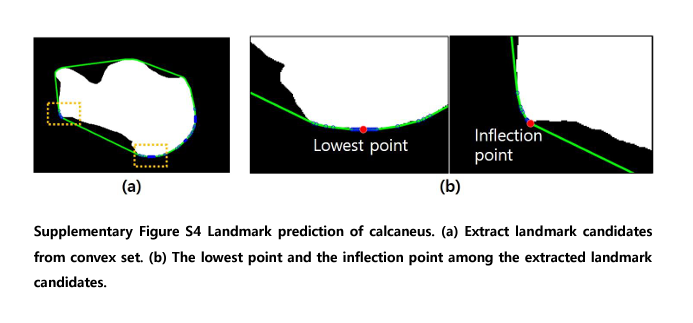 Lowest point
Inflection
point
(a)
(b)
Supplementary Figure S4 Landmark prediction of calcaneus. (a) Extract landmark candidates
from convex set. (b) The lowest point and the inflection point among the extracted landmark
candidates.